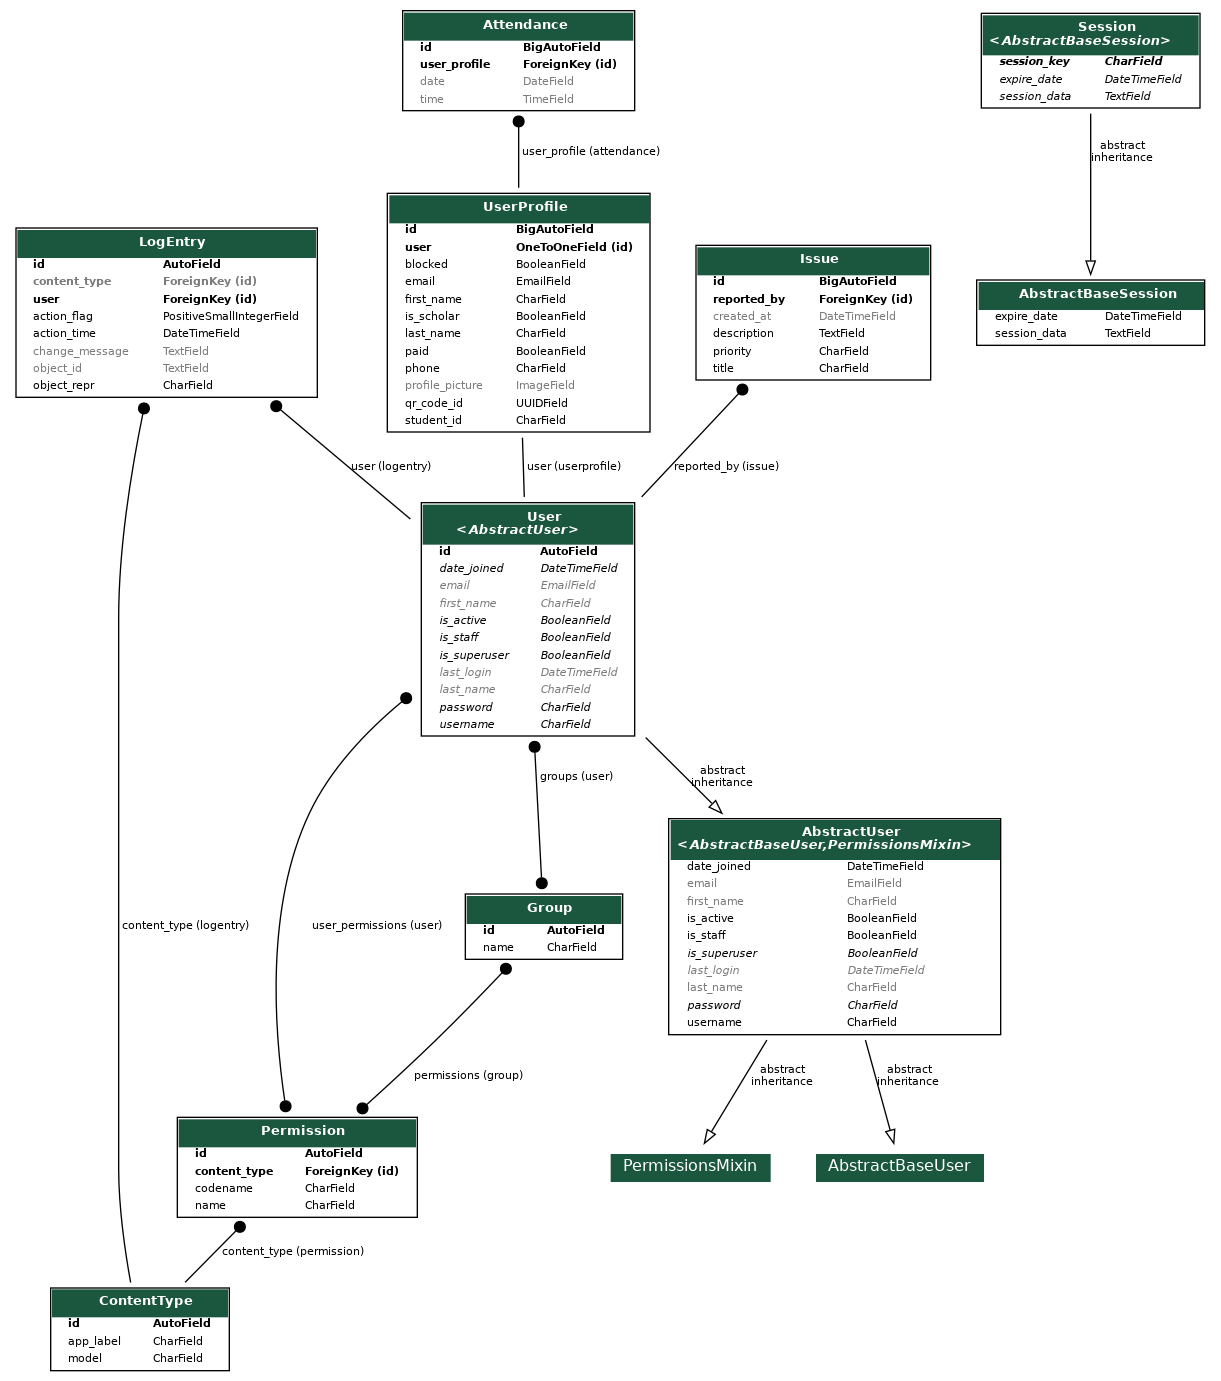 Attendance
id BigAutoField
user_profile ForeignKey (id)
date DateField
time TimeField
user_profile (attendance)
Session
<AbstractBaseSession>
session_key CharField
expire_date DateTimeField
session_data TextField
abstract
inheritance
AbstractBaseSession
expire_date DateTimeField
session_data TextField
LogEntry
id AutoField
content_type ForeignKey (id)
user ForeignKey (id)
action_flag PositiveSmallIntegerField
action_time DateTimeField
change_message TextField
object_id TextField
object_repr CharField
UserProfile
id BigAutoField
user OneToOneField (id)
blocked BooleanField
email EmailField
first_name CharField
is_scholar BooleanField
last_name CharField
paid BooleanField
phone CharField
profile_picture ImageField
qr_code_id UUIDField
student_id CharField
Issue
id BigAutoField
reported_by ForeignKey (id)
created_at DateTimeField
description TextField
priority CharField
title CharField
user (logentry)
user (userprofile)
reported_by (issue)
User
<AbstractUser>
id AutoField
date_joined DateTimeField
email EmailField
first_name CharField
is_active BooleanField
is_staff BooleanField
is_superuser BooleanField
last_login DateTimeField
last_name CharField
password CharField
username CharField
groups (user)
abstract
inheritance
AbstractUser
<AbstractBaseUser,PermissionsMixin>
date_joined DateTimeField
email EmailField
first_name CharField
is_active BooleanField
is_staff BooleanField
is_superuser BooleanField
last_login DateTimeField
last_name CharField
password CharField
username CharField
content_type (logentry)
user_permissions (user)
Group
id AutoField
name CharField
permissions (group)
abstract
inheritance
abstract
inheritance
PermissionsMixin
AbstractBaseUser
Permission
id AutoField
content_type ForeignKey (id)
codename CharField
name CharField
content_type (permission)
ContentType
id AutoField
app_label CharField
model CharField